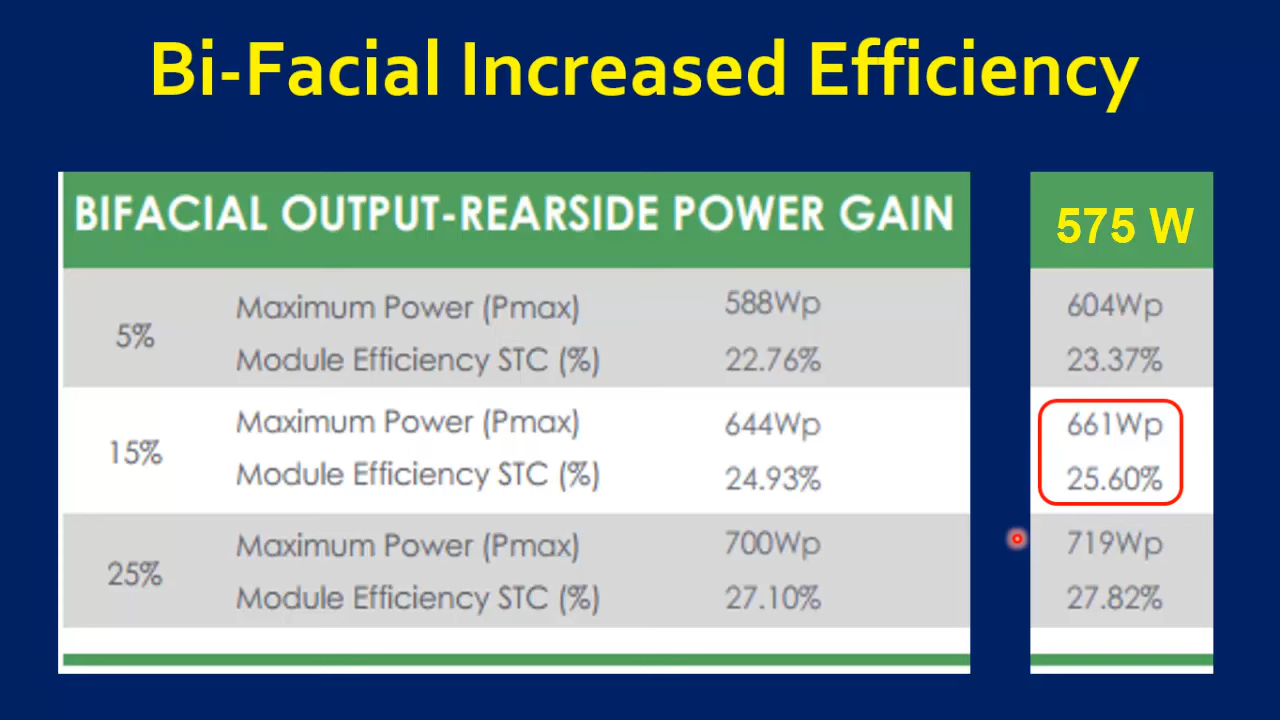 Bi-Facial Increased Efficiency
BIFACIAL OUTPUT-REARSIDE POWER GAIN 575 W
5% Maximum Power (Pmax) 588Wp 604Wp
Module Efficiency STC (%) 22.76% 23.37%
15% Maximum Power (Pmax) 644Wp 661Wp
Module Efficiency STC (%) 24.93% 25.60%
25% Maximum Power (Pmax) 700Wp 719Wp
Module Efficiency STC (%) 27.10% 27.82%